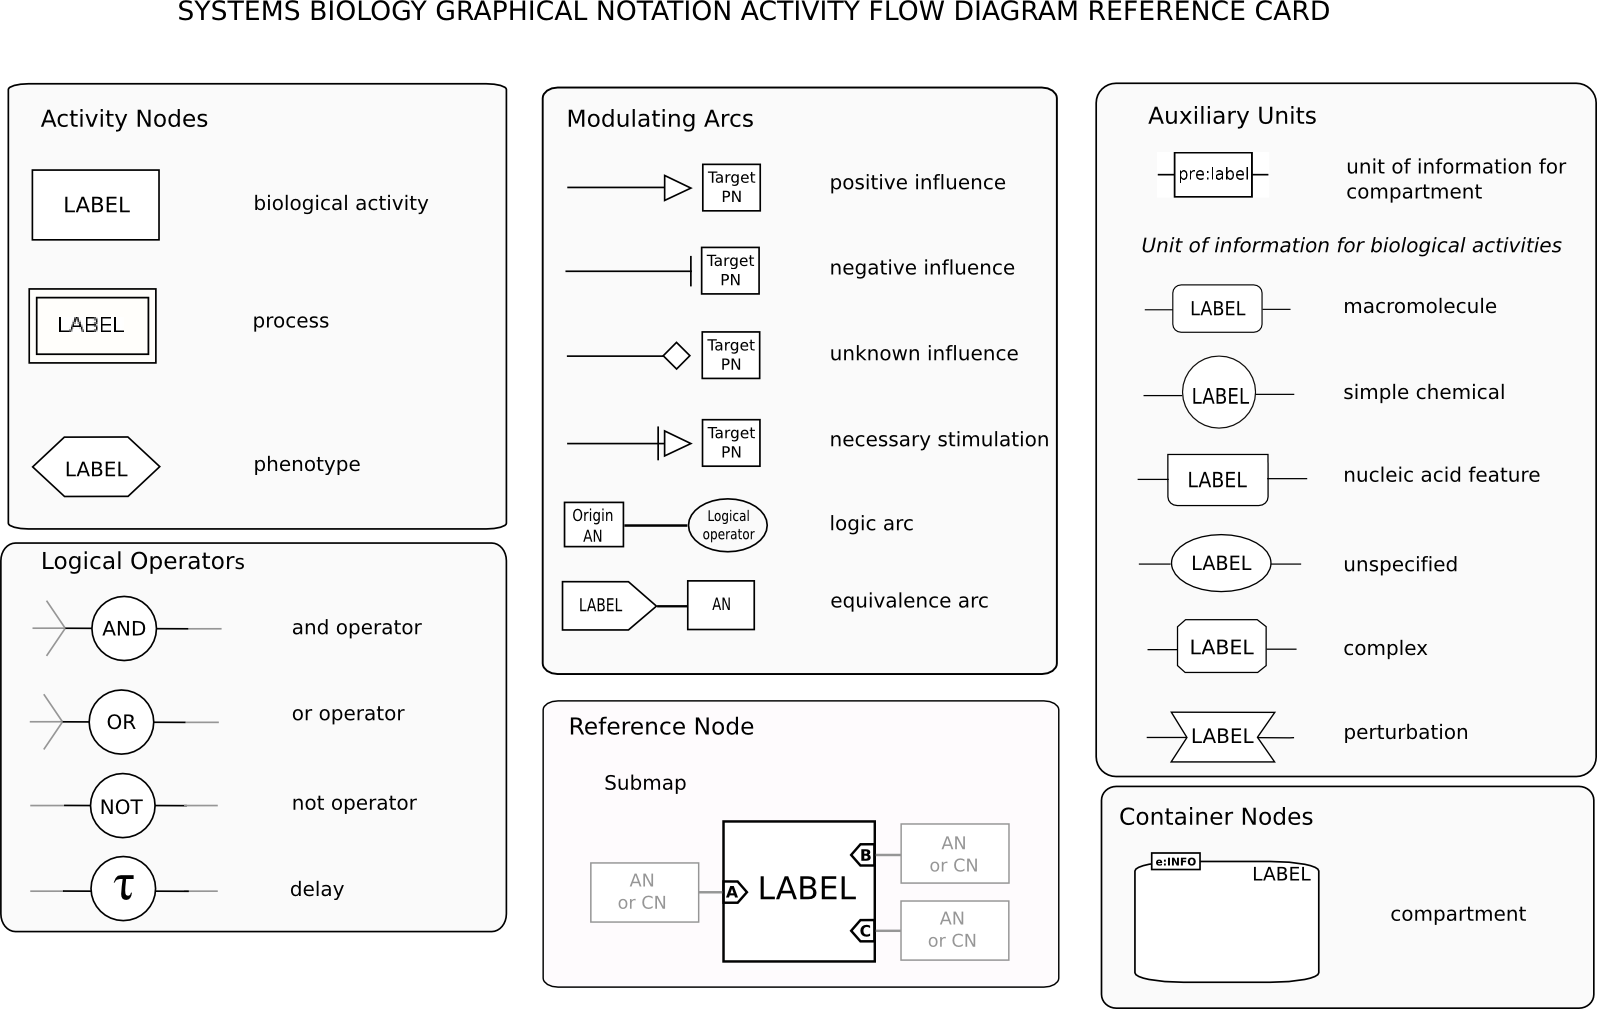 SYSTEMS BIOLOGY GRAPHICAL NOTATION ACTIVITY FLOW DIAGRAM REFERENCE CARD
Activity Nodes
LABEL
biological activity
LABEL
process
LABEL
phenotype
Logical Operators
AND
and operator
OR
or operator
NOT
not operator
τ
delay
Modulating Arcs
Target
PN
positive influence
Target
PN
negative influence
Target
PN
unknown influence
Target
PN
necessary stimulation
Origin
AN
Logical
operator
logic arc
LABEL
AN
equivalence arc
Reference Node
Submap
AN
or CN
A
LABEL
B
C
AN
or CN
AN
or CN
Auxiliary Units
pre:label
unit of information for
compartment
Unit of information for biological activities
LABEL
macromolecule
LABEL
simple chemical
LABEL
nucleic acid feature
LABEL
unspecified
LABEL
complex
LABEL
perturbation
Container Nodes
e:INFO
LABEL
compartment